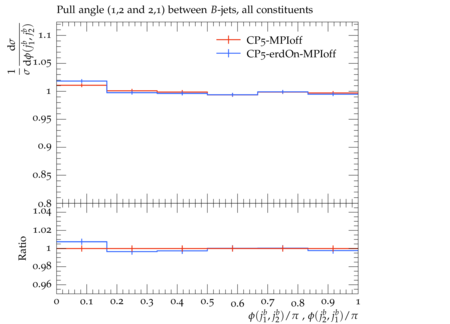 Pull angle (1,2 and 2,1) between B-jets, all constituents
1/σ dσ/dϕ(j₁ᵇ, j₂ᵇ)
CP5-MPIoff
CP5-erdOn-MPIoff
1.1
1.05
1
0.95
0.9
0.85
0.8
Ratio
1.04
1.02
1
0.98
0.96
0 0.1 0.2 0.3 0.4 0.5 0.6 0.7 0.8 0.9 1
ϕ(j₁ᵇ, j₂ᵇ)/π , ϕ(j₂ᵇ, j₁ᵇ)/π